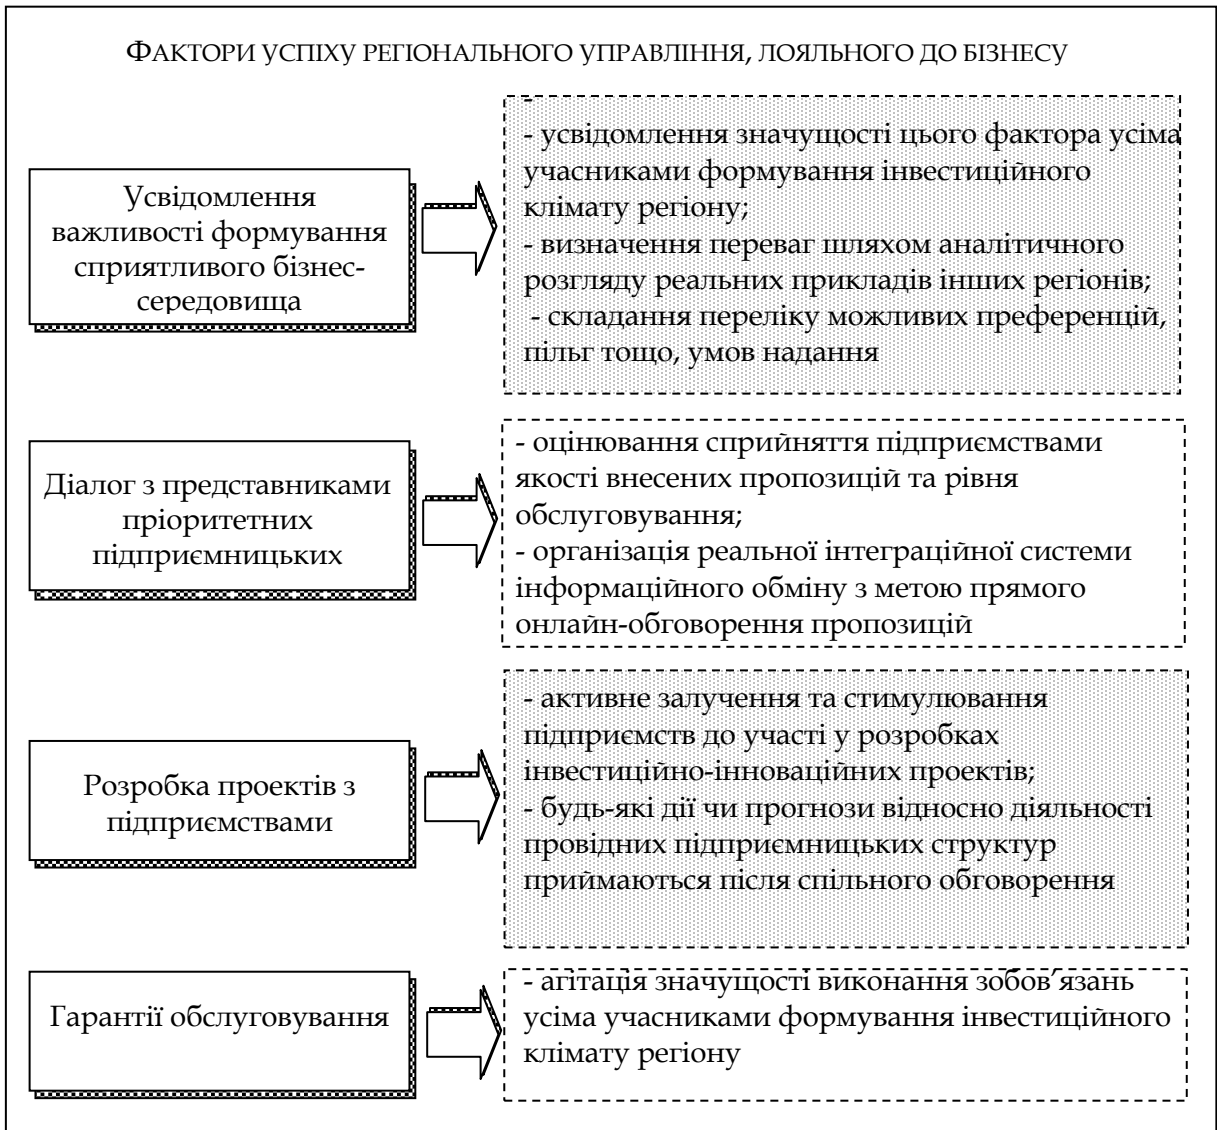 ФАКТОРИ УСПІХУ РЕГІОНАЛЬНОГО УПРАВЛІННЯ, ЛОЯЛЬНОГО ДО БІЗНЕСУ
Усвідомлення
важливості формування
сприятливого бізнес-
середовища
-
- усвідомлення значущості цього фактора усіма
учасниками формування інвестиційного
клімату регіону;
- визначення переваг шляхом аналітичного
розгляду реальних прикладів інших регіонів;
- складання переліку можливих преференцій,
пільг тощо, умов надання
Діалог з представниками
пріоритетних
підприємницьких
- оцінювання сприйняття підприємствами
якості внесених пропозицій та рівня
обслуговування;
- організація реальної інтеграційної системи
інформаційного обміну з метою прямого
онлайн-обговорення пропозицій
Розробка проектів з
підприємствами
- активне залучення та стимулювання
підприємств до участі у розробках
інвестиційно-інноваційних проектів;
- будь-які дії чи прогнози відносно діяльності
провідних підприємницьких структур
приймаються після спільного обговорення
Гарантії обслуговування
- агітація значущості виконання зобов’язань
усіма учасниками формування інвестиційного
клімату регіону